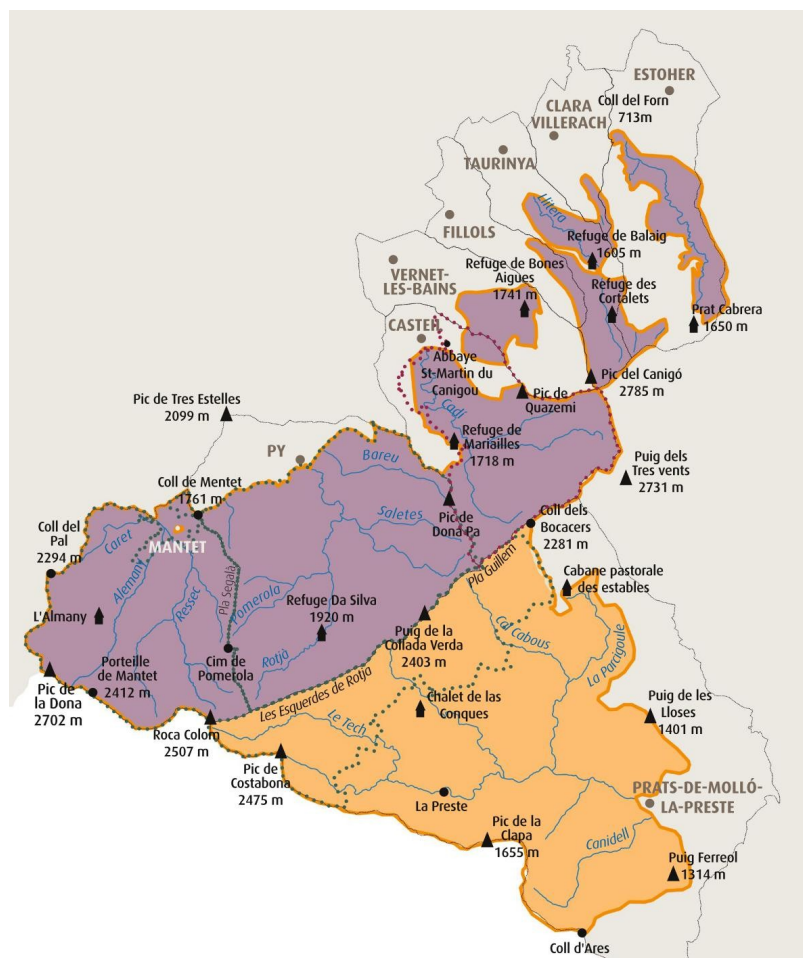 ESTOHER
Coll del Forn
713m
CLARA
VILLERACH
TAURINYA
Llitera
FILLOLS
Refuge de Balaig
1605 m
VERNET-
LES-BAINS
Refuge de Bones
Aigues
1741 m
Refuge des
Cortalets
Prat Cabrera
1650 m
CASTEIL
Abbaye
St-Martin du
Canigou
Pic del Canigó
2785 m
Pic de
Quazemi
Pic de Tres Estelles
2099 m
Cadi
Refuge de
Mariailles
1718 m
PY
Bareu
Puig dels
Tres vents
2731 m
Coll de Mentet
1761 m
Saletes
Pic de
Dona Pa
Coll dels
Bocacers
2281 m
Coll del
Pal
2294 m
Caret
MANTET
Pla Guillem
Alemany
Ressec
Pla Segala
Pomerola
Refuge Da Silva
1920 m
Cabane pastorale
des estables
L'Almany
Puig de la
Collada Verda
2403 m
Cal Cabous
La Parcigoule
Rotjà
Porteille
de Mantet
2412 m
Cim de
Pomerola
Pic de
la Dona
2702 m
Les Esquerdes de Rotja
Chalet de las
Conques
Puig de les
Lloses
1401 m
Roca Colom
2507 m
Le Tech
Pic de
Costabona
2475 m
La Preste
PRATS-DE-MOLLÓ-
LA-PRESTE
Pic de la
Clapa
1655 m
Canidell
Puig Ferreol
1314 m
Coll d'Ares